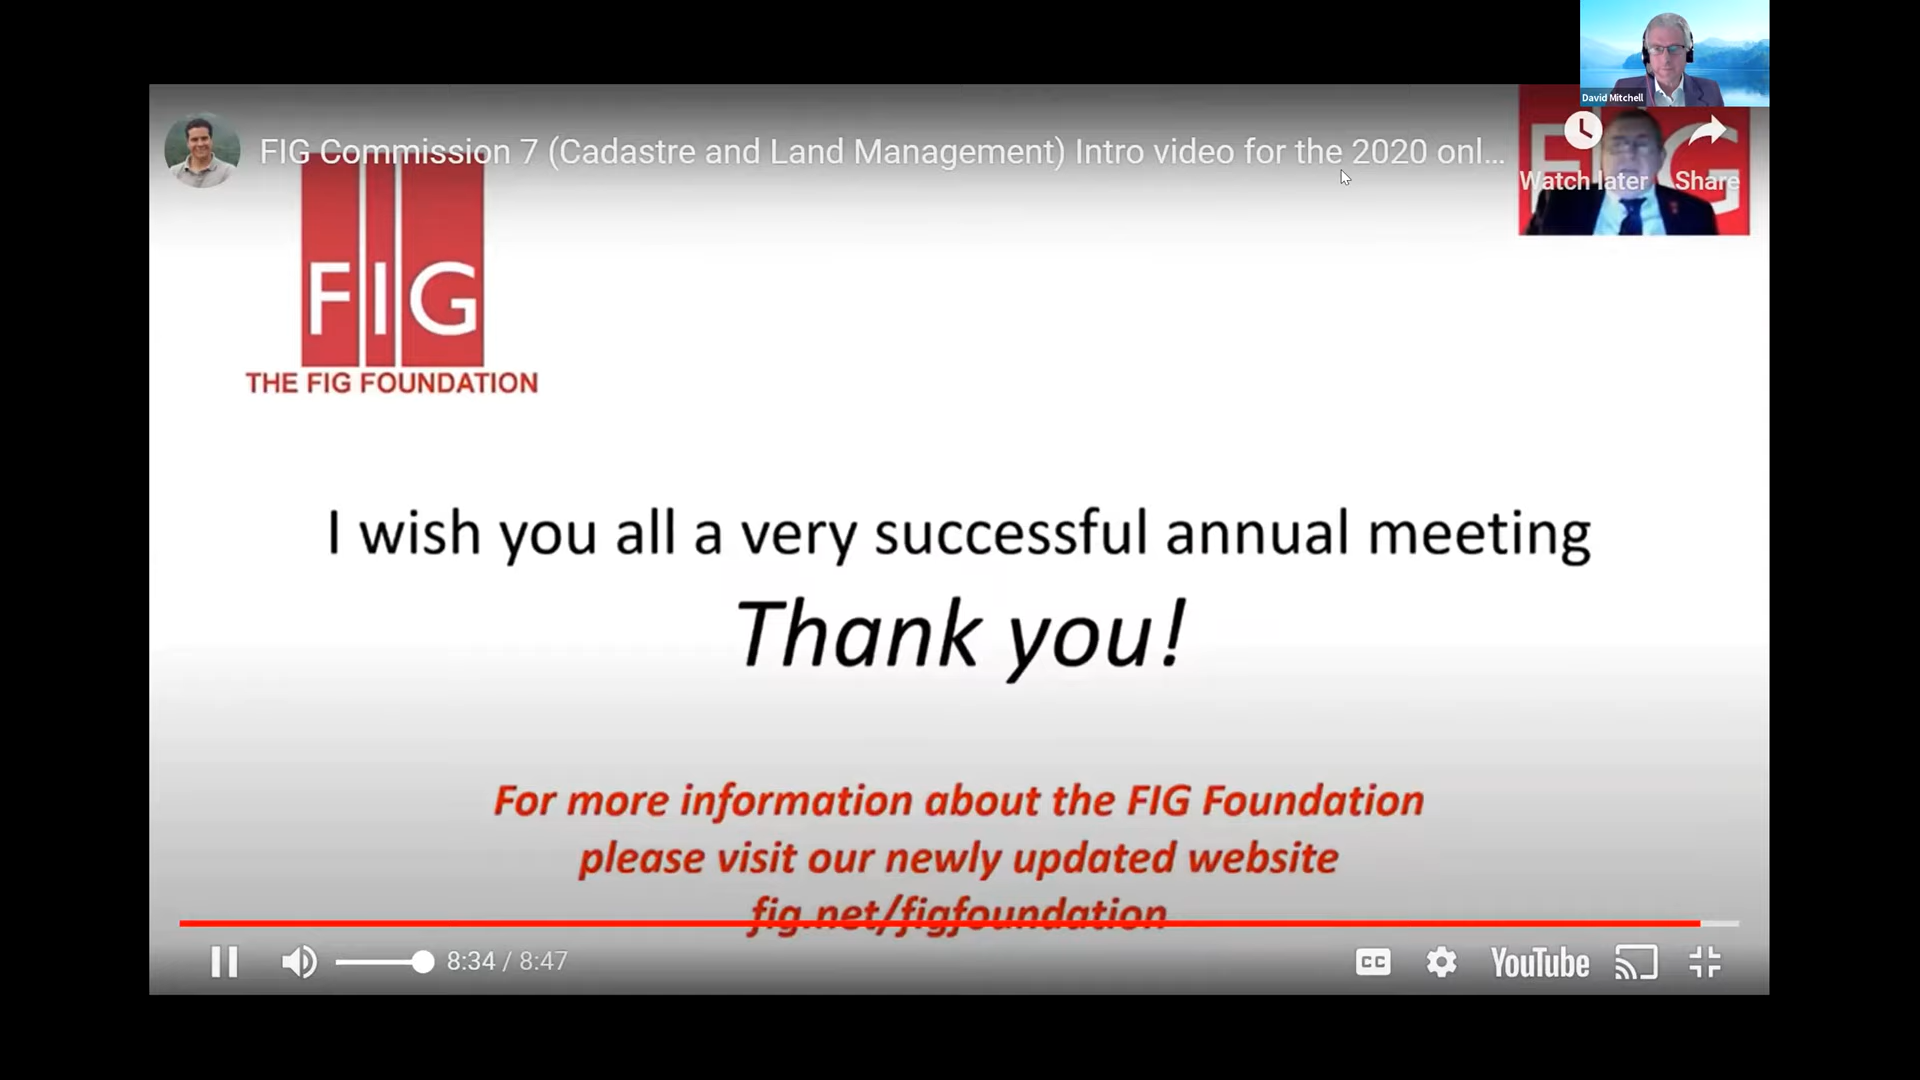 David Mitchell
FIG Commission 7 (Cadastre and Land Management) Intro video for the 2020 onl...
Watch later
Share
FIG
FIG
THE FIG FOUNDATION
I wish you all a very successful annual meeting
Thank you!
For more information about the FIG Foundation
please visit our newly updated website
fig.net/figfoundation
8:34 / 8:47
CC
YouTube